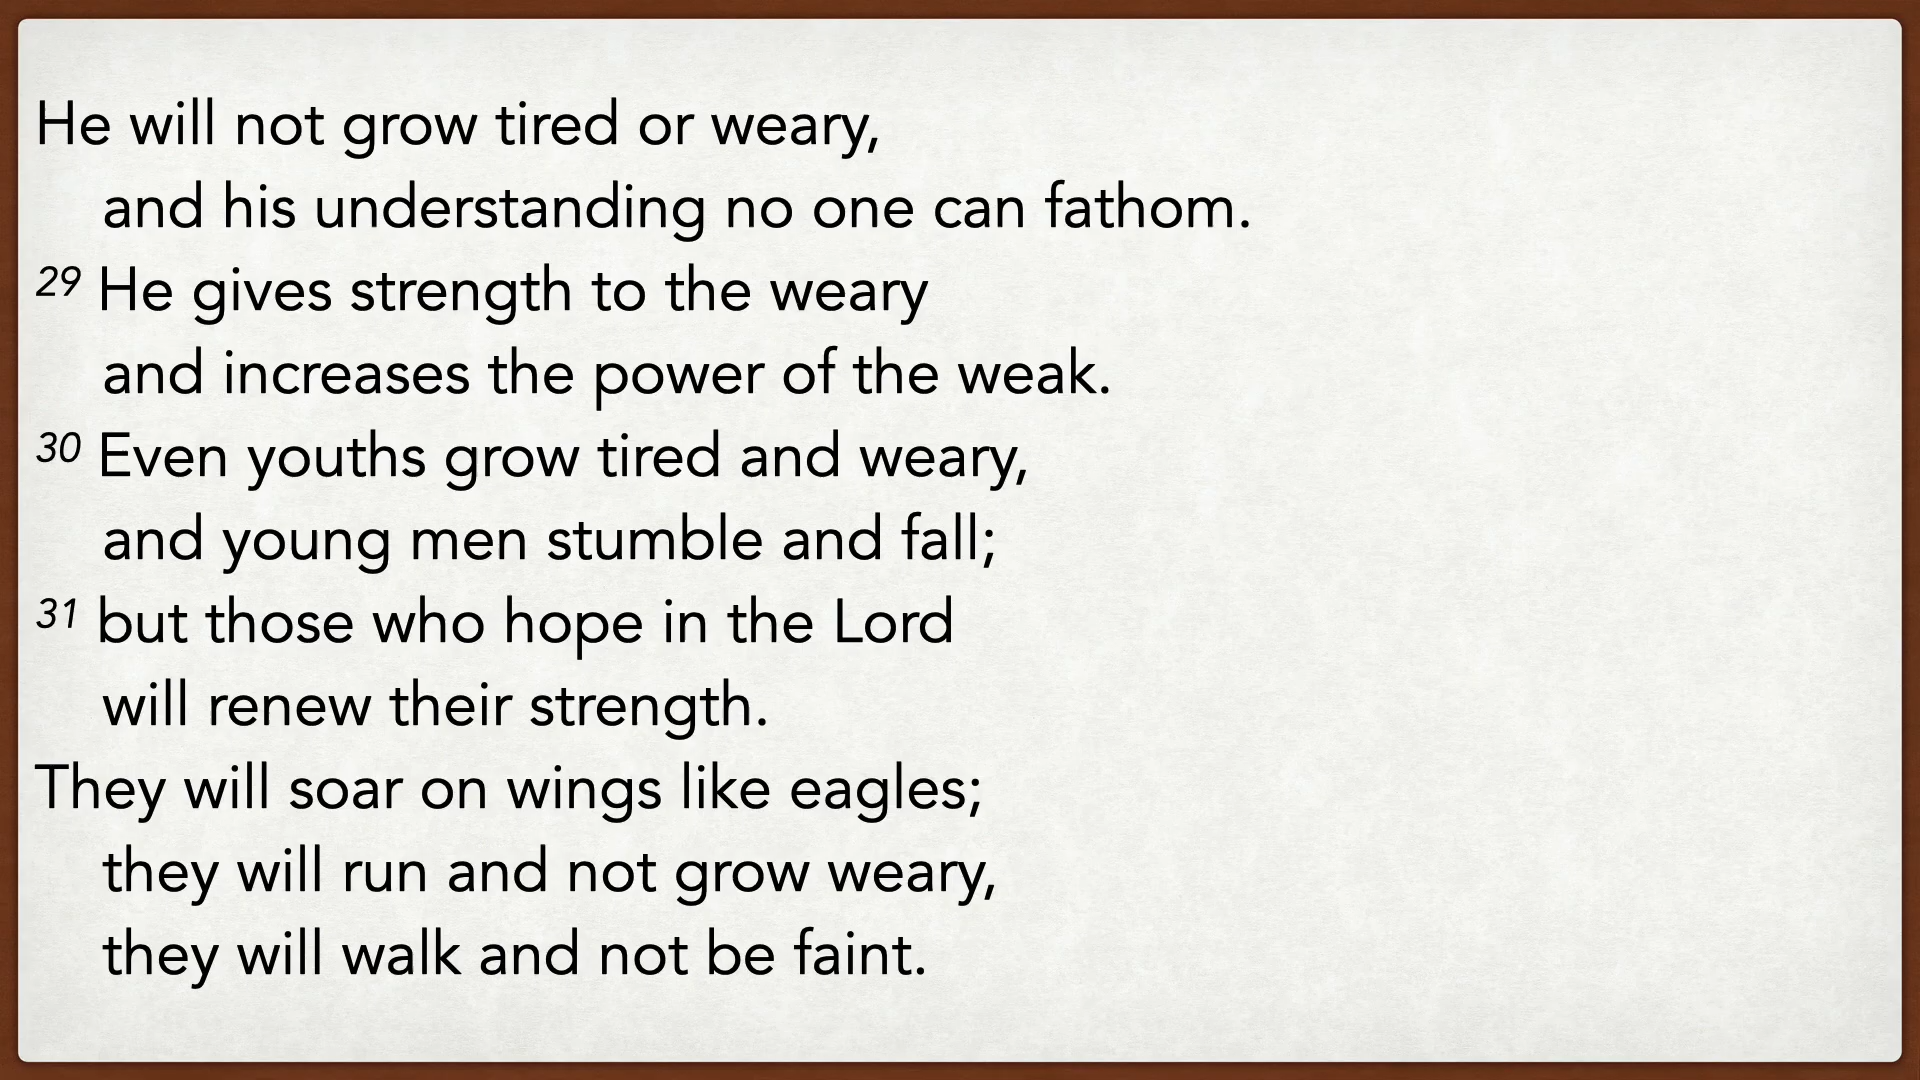 He will not grow tired or weary,
and his understanding no one can fathom.
29 He gives strength to the weary
and increases the power of the weak.
30 Even youths grow tired and weary,
and young men stumble and fall;
31 but those who hope in the Lord
will renew their strength.
They will soar on wings like eagles;
they will run and not grow weary,
they will walk and not be faint.